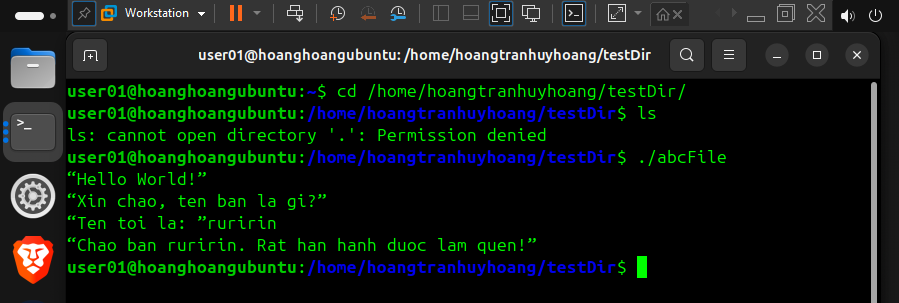 Workstation
user01@hoanghoangubuntu: /home/hoangtranhuyhoang/testDir
user01@hoanghoangubuntu:~$ cd /home/hoangtranhuyhoang/testDir/
user01@hoanghoangubuntu:/home/hoangtranhuyhoang/testDir$ ls
ls: cannot open directory '.': Permission denied
user01@hoanghoangubuntu:/home/hoangtranhuyhoang/testDir$ ./abcFile
“Hello World!”
“Xin chao, ten ban la gi?”
“Ten toi la: ”ruririn
“Chao ban ruririn. Rat han hanh duoc lam quen!”
user01@hoanghoangubuntu:/home/hoangtranhuyhoang/testDir$